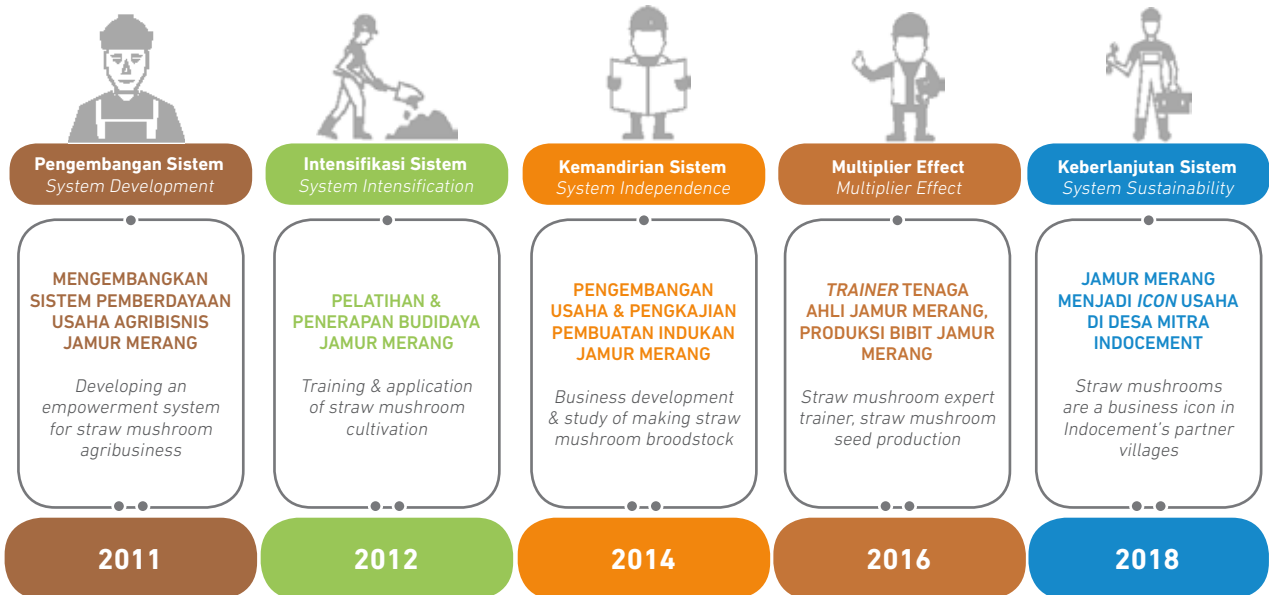 Pengembangan Sistem
System Development
MENGEMBANGKAN
SISTEM PEMBERDAYAAN
USAHA AGRIBISNIS
JAMUR MERANG
Developing an
empowerment system
for straw mushroom
agribusiness
2011
Intensifikasi Sistem
System Intensification
PELATIHAN &
PENERAPAN BUDIDAYA
JAMUR MERANG
Training & application
of straw mushroom
cultivation
2012
Kemandirian Sistem
System Independence
PENGEMBANGAN
USAHA & PENGKAJIAN
PEMBUATAN INDUKAN
JAMUR MERANG
Business development
& study of making straw
mushroom broodstock
2014
Multiplier Effect
Multiplier Effect
TRAINER TENAGA
AHLI JAMUR MERANG,
PRODUKSI BIBIT JAMUR
MERANG
Straw mushroom expert
trainer, straw mushroom
seed production
2016
Keberlanjutan Sistem
System Sustainability
JAMUR MERANG
MENJADI ICON USAHA
DI DESA MITRA
INDOCEMENT
Straw mushrooms
are a business icon in
Indocement's partner
villages
2018